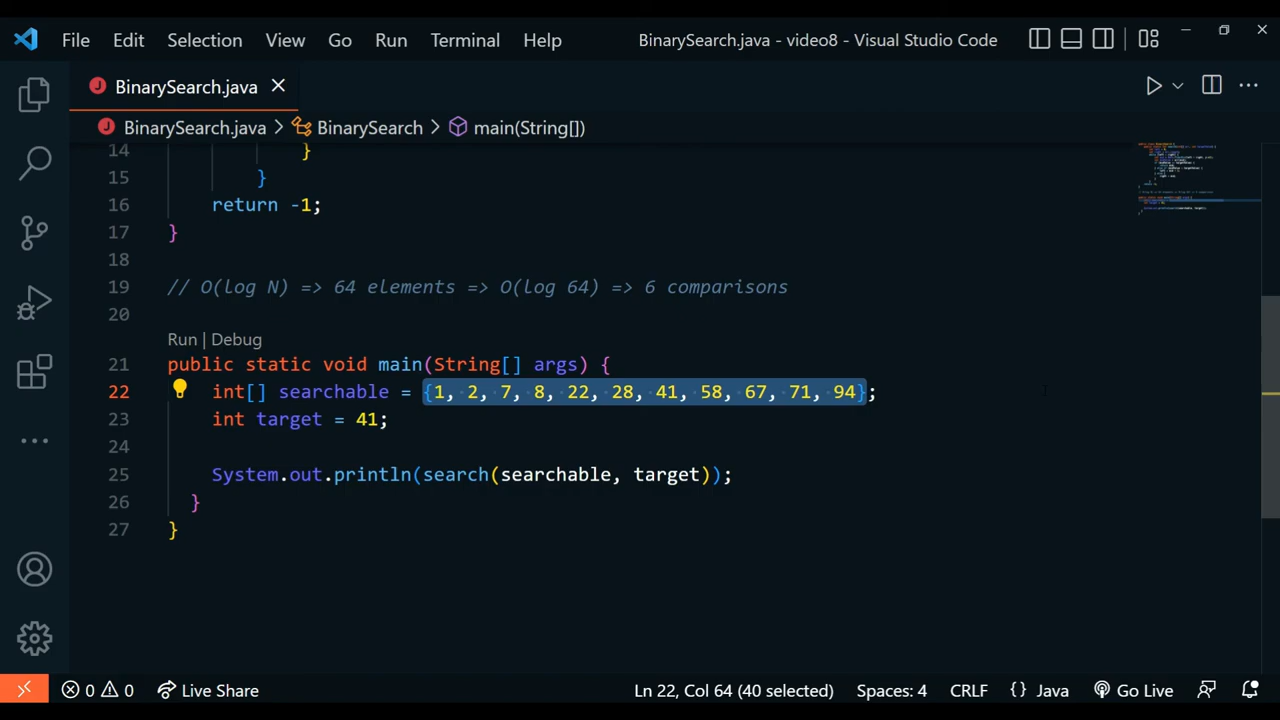 File Edit Selection View Go Run Terminal Help BinarySearch.java - video8 - Visual Studio Code
BinarySearch.java
BinarySearch.java > BinarySearch > main(String[])
14 }
15 }
16 return -1;
17 }
18
19 // O(log N) => 64 elements => O(log 64) => 6 comparisons
20
Run | Debug
21 public static void main(String[] args) {
22 int[] searchable = {1, 2, 7, 8, 22, 28, 41, 58, 67, 71, 94};
23 int target = 41;
24
25 System.out.println(search(searchable, target));
26 }
27 }
0 0 Live Share Ln 22, Col 64 (40 selected) Spaces: 4 CRLF {} Java Go Live